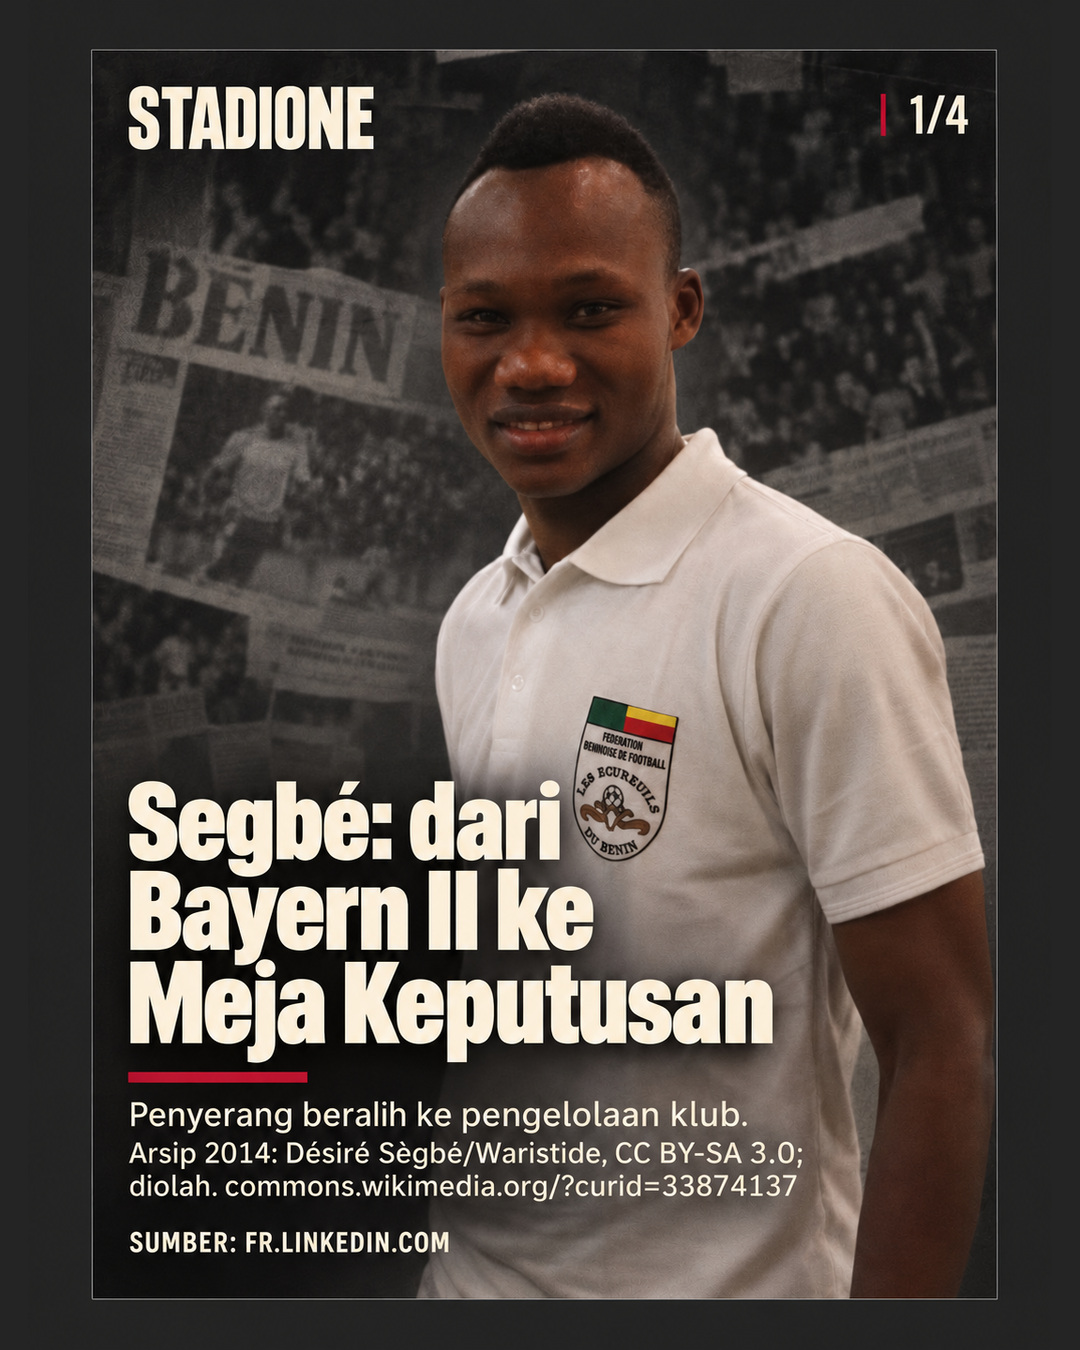 STADIONE
1/4
BENIN
FEDERATION
BENINOISE DE FOOTBALL
LES ECUREUILS
DU BENIN
Segbé: dari
Bayern II ke
Meja Keputusan
Penyerang beralih ke pengelolaan klub.
Arsip 2014: Désiré Sègbé/Waristide, CC BY-SA 3.0;
diolah. commons.wikimedia.org/?curid=33874137
SUMBER: FR.LINKEDIN.COM